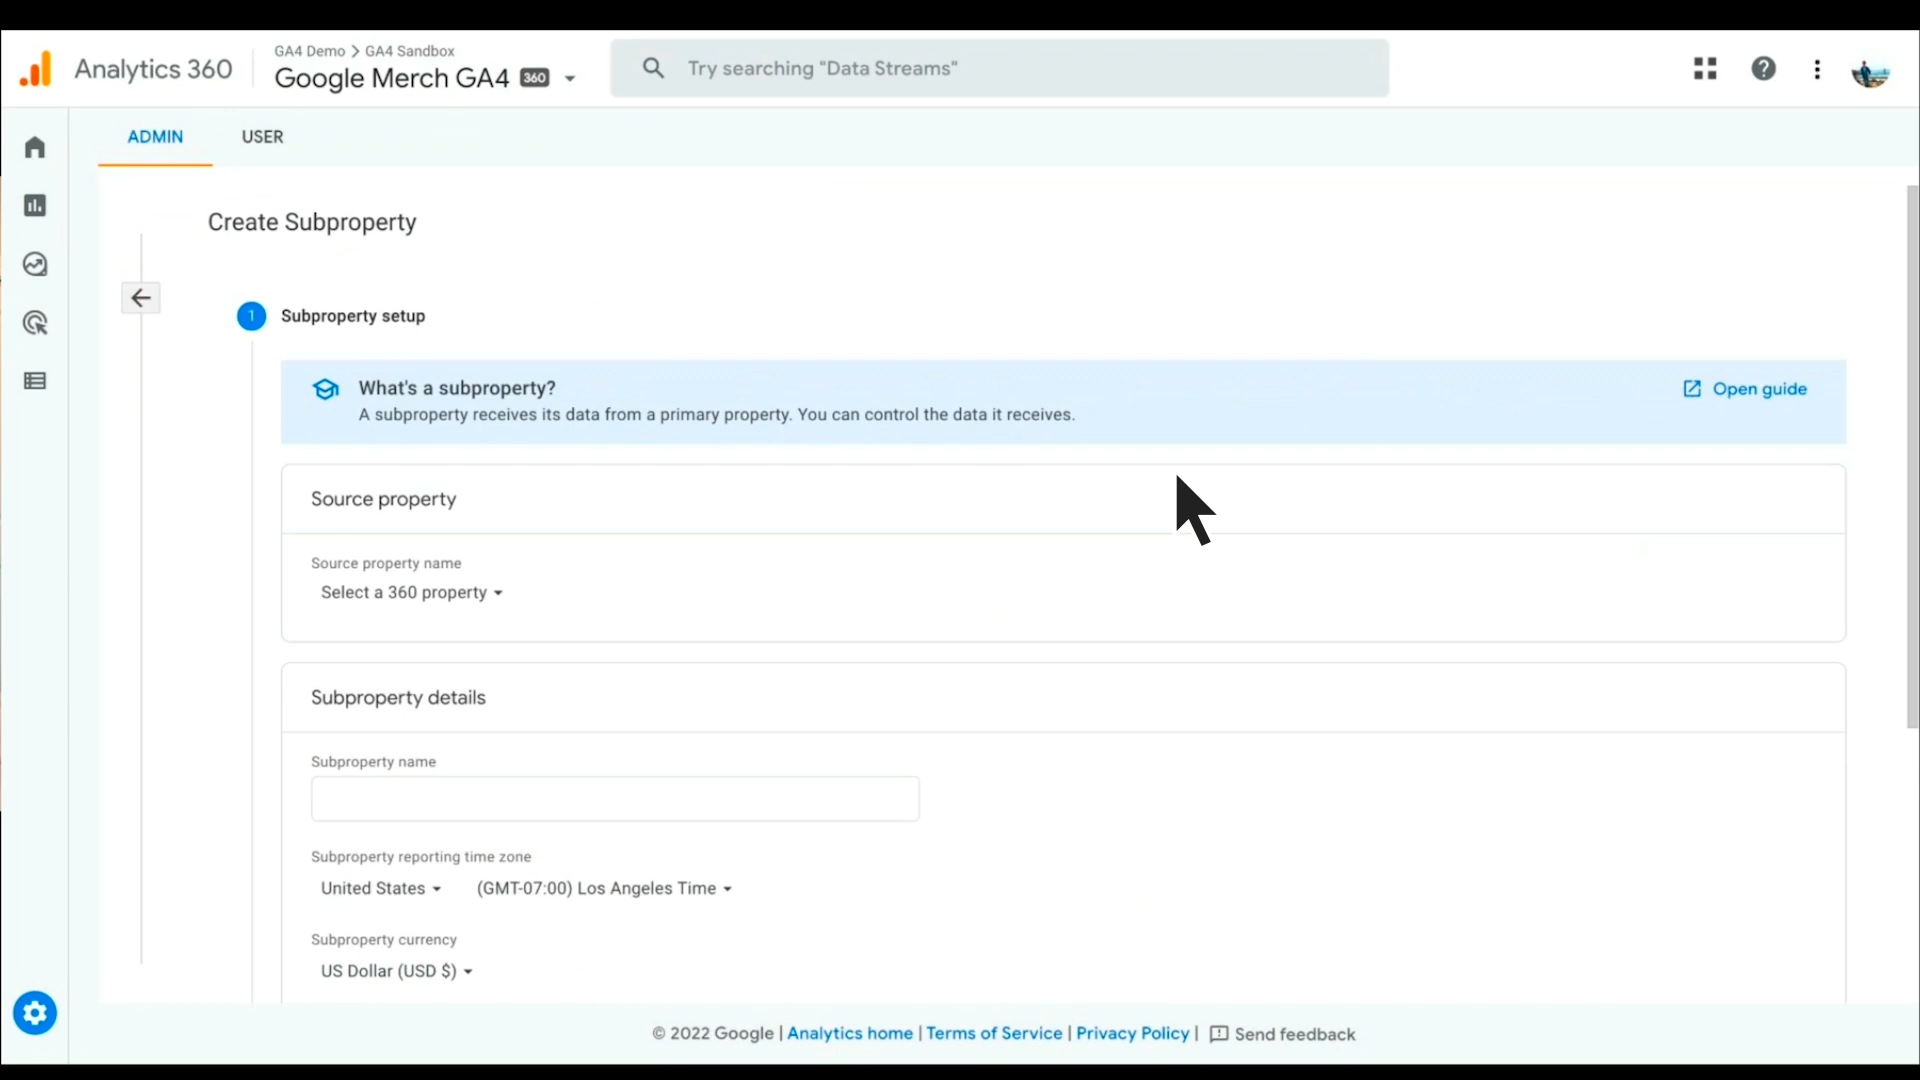 Analytics 360
GA4 Demo > GA4 Sandbox
Google Merch GA4 360
Try searching "Data Streams"
ADMIN
USER
Create Subproperty
1
Subproperty setup
What's a subproperty?
A subproperty receives its data from a primary property. You can control the data it receives.
Open guide
Source property
Source property name
Select a 360 property
Subproperty details
Subproperty name
Subproperty reporting time zone
United States
(GMT-07:00) Los Angeles Time
Subproperty currency
US Dollar (USD $)
© 2022 Google | Analytics home | Terms of Service | Privacy Policy | Send feedback